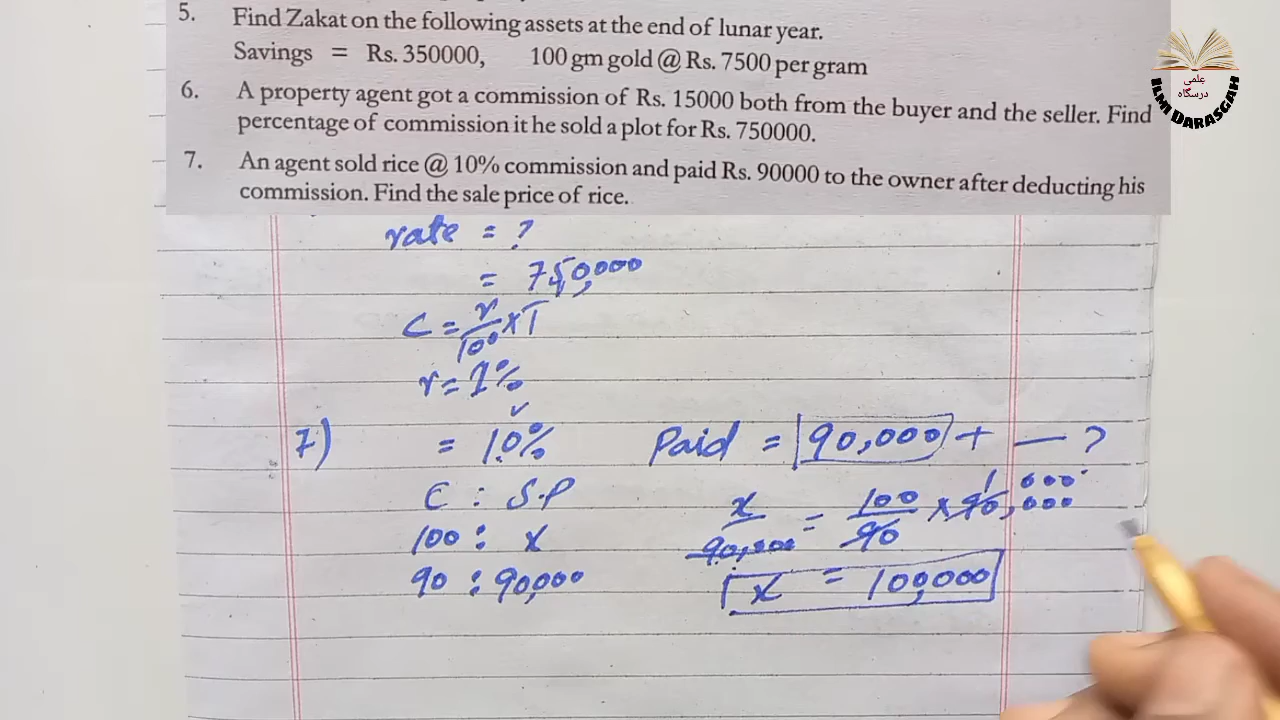 5. Find Zakat on the following assets at the end of lunar year.
Savings = Rs. 350000, 100 gm gold @ Rs. 7500 per gram
6. A property agent got a commission of Rs. 15000 both from the buyer and the seller. Find
percentage of commission it he sold a plot for Rs. 750000.
7. An agent sold rice @ 10% commission and paid Rs. 90000 to the owner after deducting his
commission. Find the sale price of rice.
علمی
درسگاہ
ILMI DARASGAH
rate = ?
= 750,000
C = r/100 × T
r = 2%
7) = 10% Paid = 90,000 + — ?
C : S.P
100 : x
90 : 90,000
x/90,000 = 100/90 × 90,000 1 000
x = 100,000